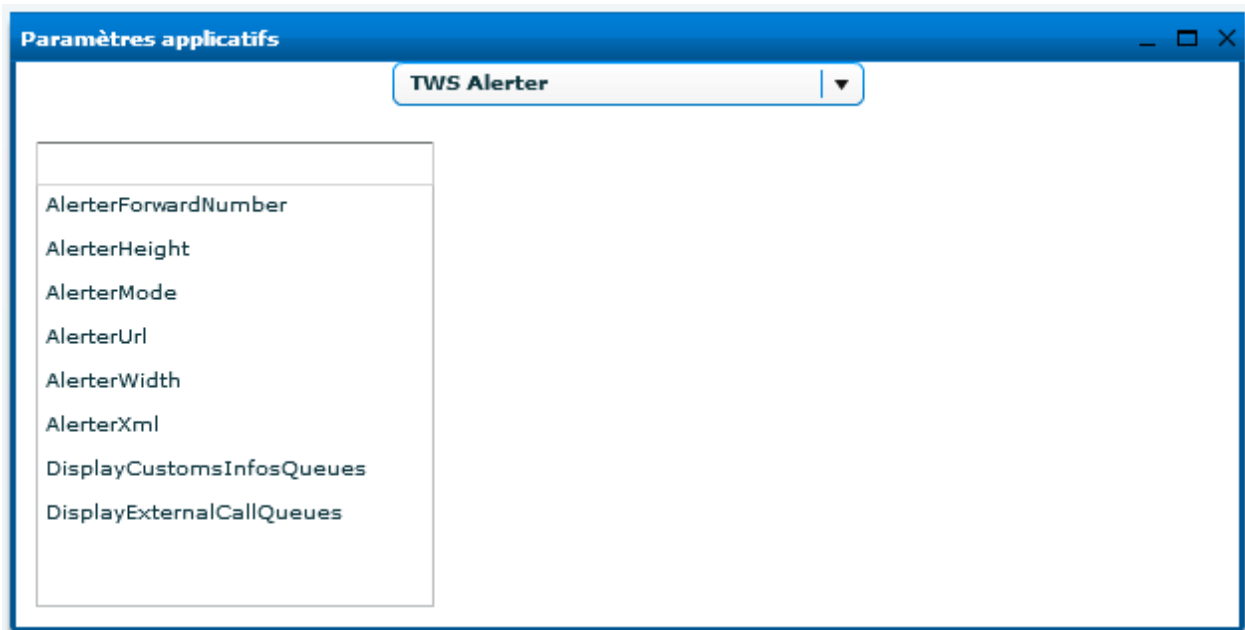 Paramètres applicatifs
TWS Alerter
AlerterForwardNumber
AlerterHeight
AlerterMode
AlerterUrl
AlerterWidth
AlerterXml
DisplayCustomsInfosQueues
DisplayExternalCallQueues